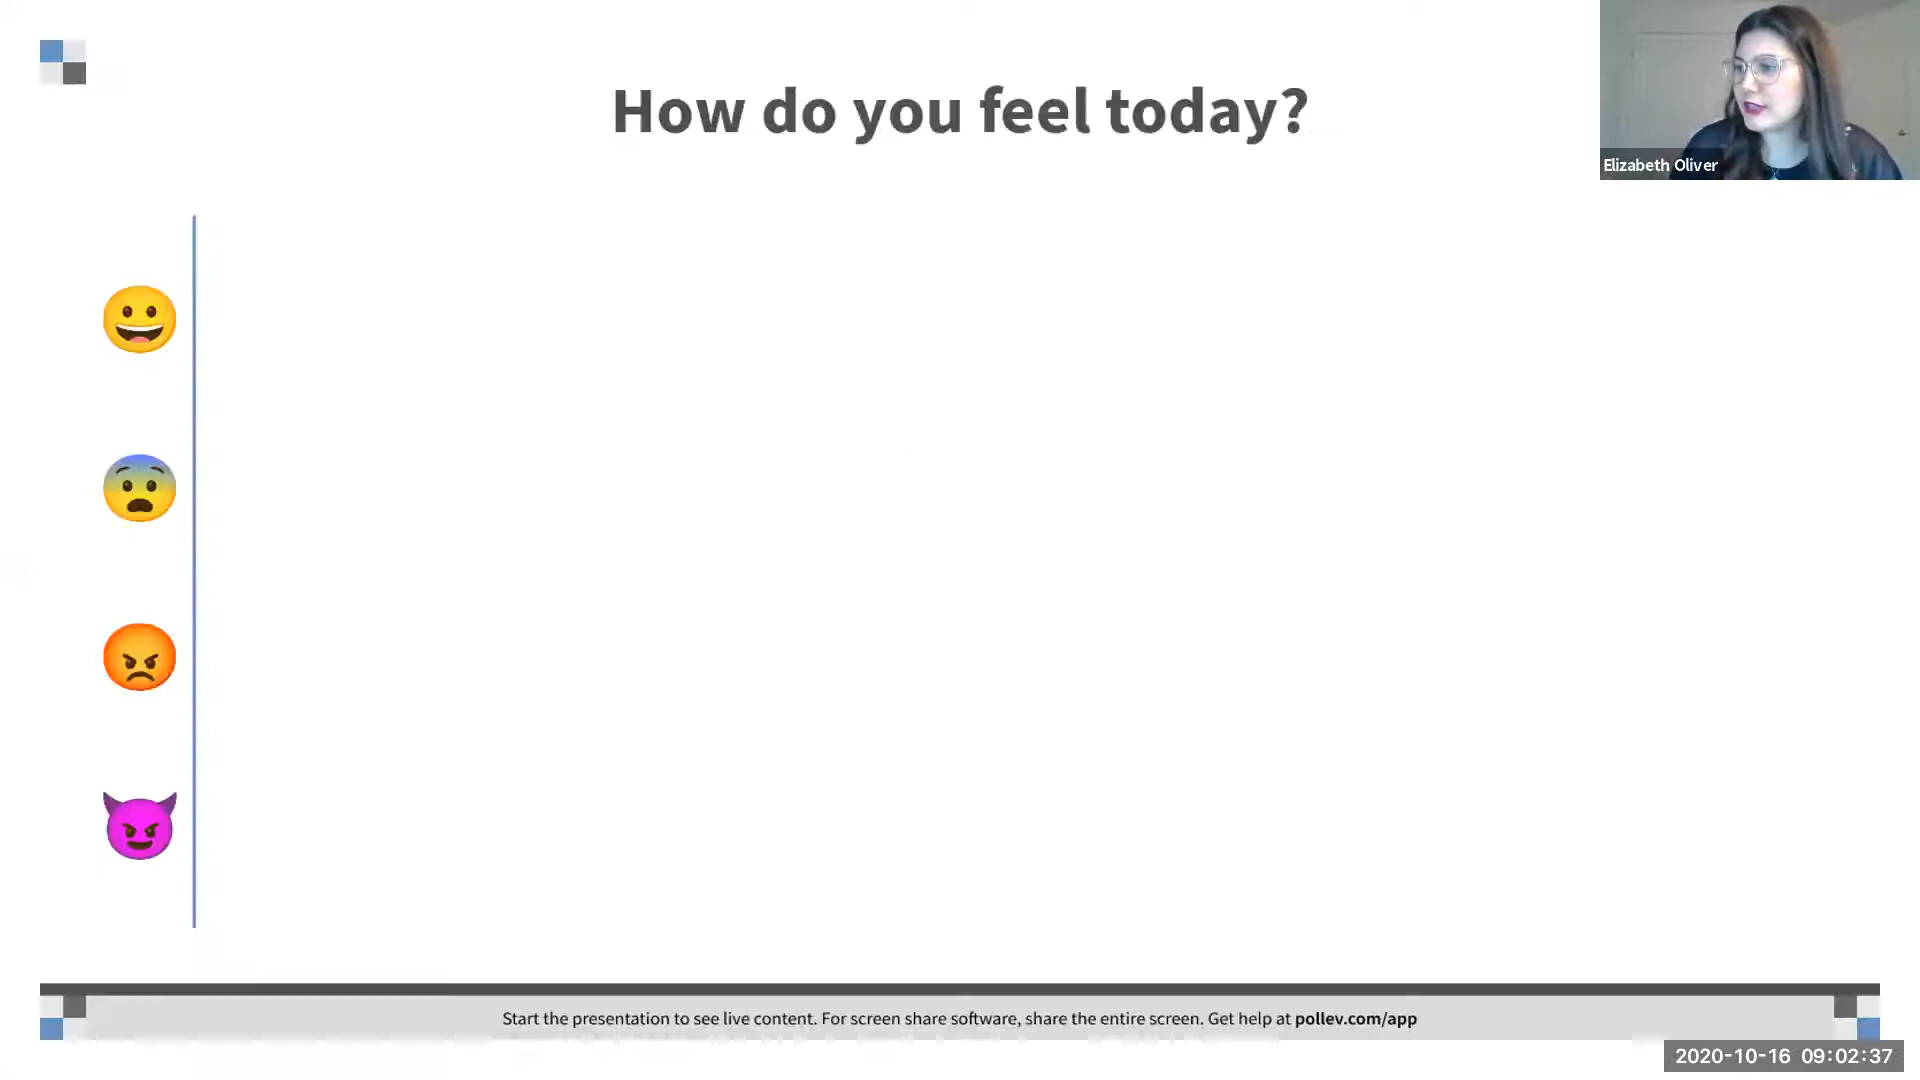 How do you feel today?
Elizabeth Oliver
Start the presentation to see live content. For screen share software, share the entire screen. Get help at pollev.com/app
2020-10-16 09:02:37